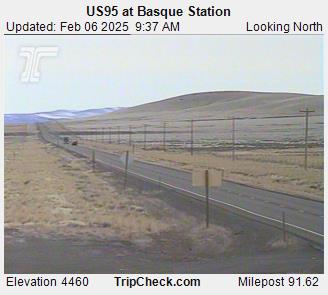 US95 at Basque Station
Updated: Feb 06 2025  9:37 AM  Looking North
Elevation 4460  TripCheck.com  Milepost 91.62